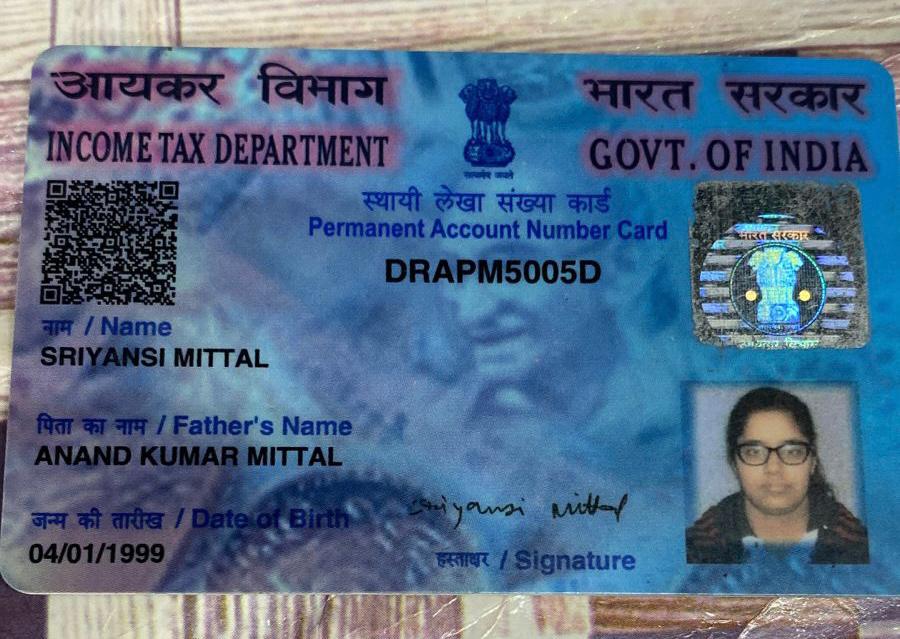 आयकर विभाग
INCOME TAX DEPARTMENT
भारत सरकार
GOVT. OF INDIA
सत्यमेव जयते
स्थायी लेखा संख्या कार्ड
Permanent Account Number Card
DRAPM5005D
भारत सरकार
नाम / Name
SRIYANSI MITTAL
पिता का नाम / Father's Name
ANAND KUMAR MITTAL
जन्म की तारीख / Date of Birth
04/01/1999
Sriyansi Mittal
हस्ताक्षर / Signature